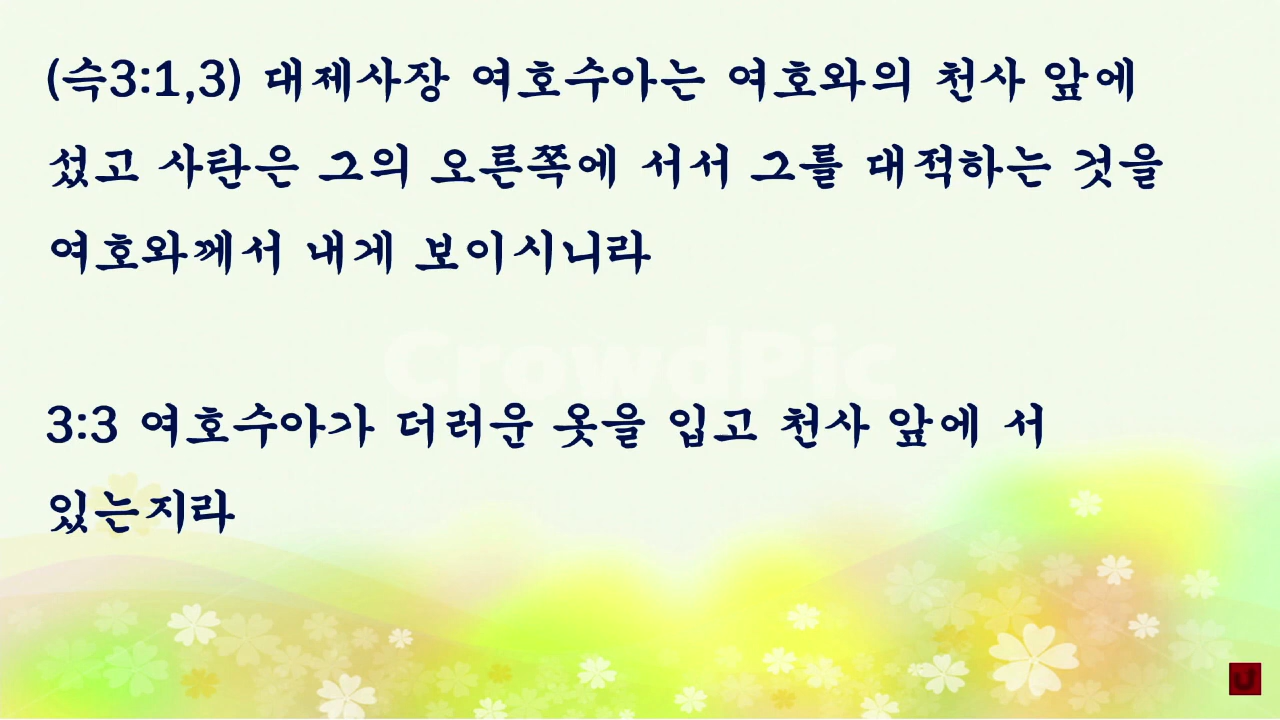 (슥3:1,3) 대제사장 여호수아는 여호와의 천사 앞에
섰고 사탄은 그의 오른쪽에 서서 그를 대적하는 것을
여호와께서 내게 보이시니라
CrowdPic
3:3 여호수아가 더러운 옷을 입고 천사 앞에 서
있는지라